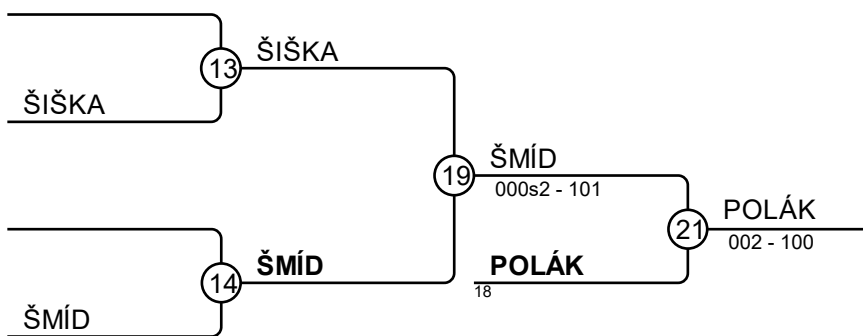 13
ŠIŠKA
ŠIŠKA
19
ŠMÍD
000s2 - 101
21
POLÁK
002 - 100
14
ŠMÍD
POLÁK
18
ŠMÍD